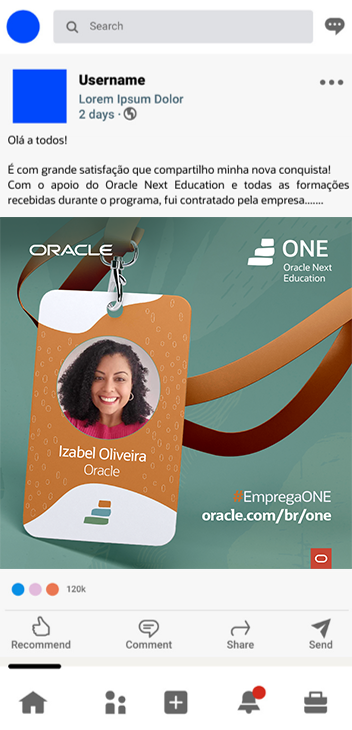 Search
Username
Lorem Ipsum Dolor
2 days ·
Olá a todos!
É com grande satisfação que compartilho minha nova conquista!
Com o apoio do Oracle Next Education e todas as formações
recebidas durante o programa, fui contratado pela empresa.......
ORACLE
ONE
Oracle Next
Education
Izabel Oliveira
Oracle
#EmpregaONE
oracle.com/br/one
120k
Recommend
Comment
Share
Send